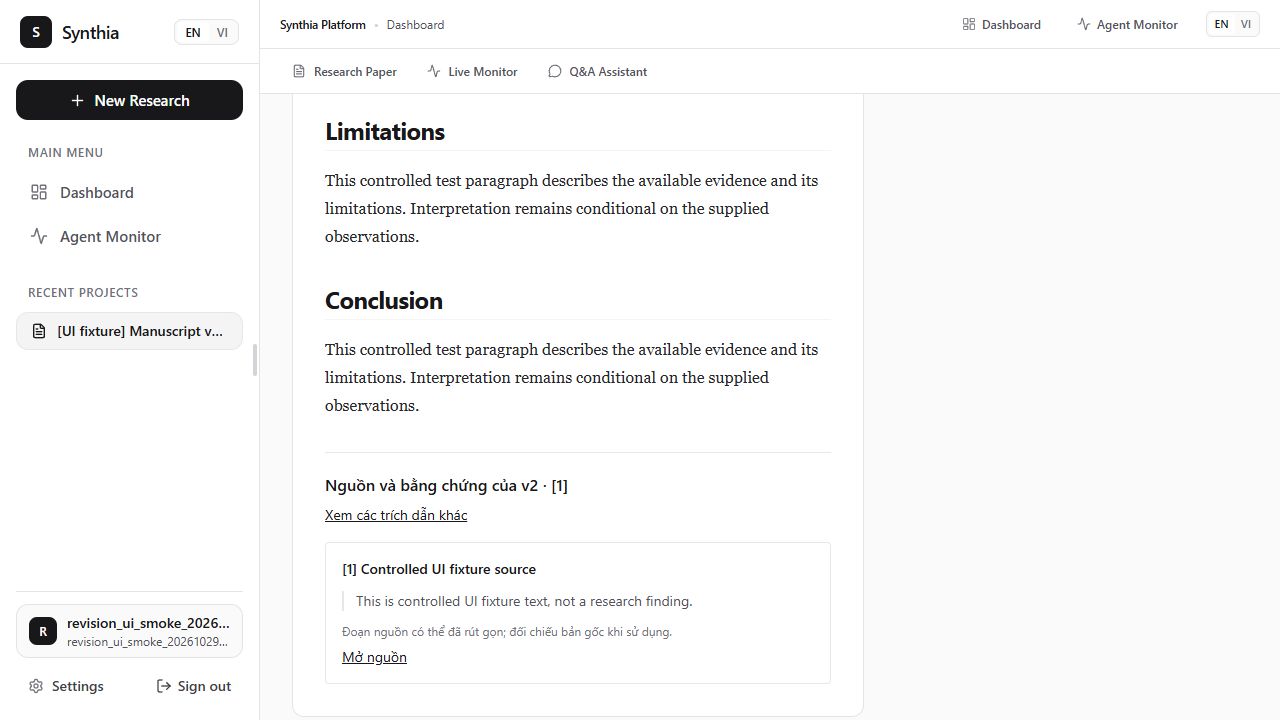 S
Synthia
EN VI
New Research
MAIN MENU
Dashboard
Agent Monitor
RECENT PROJECTS
[UI fixture] Manuscript v...
R
revision_ui_smoke_2026...
revision_ui_smoke_20261029...
Settings
Sign out
Synthia Platform • Dashboard
Dashboard
Agent Monitor
EN VI
Research Paper
Live Monitor
Q&A Assistant
Limitations
This controlled test paragraph describes the available evidence and its
limitations. Interpretation remains conditional on the supplied
observations.
Conclusion
This controlled test paragraph describes the available evidence and its
limitations. Interpretation remains conditional on the supplied
observations.
Nguồn và bằng chứng của v2 · [1]
Xem các trích dẫn khác
[1] Controlled UI fixture source
This is controlled UI fixture text, not a research finding.
Đoạn nguồn có thể đã rút gọn; đối chiếu bản gốc khi sử dụng.
Mở nguồn